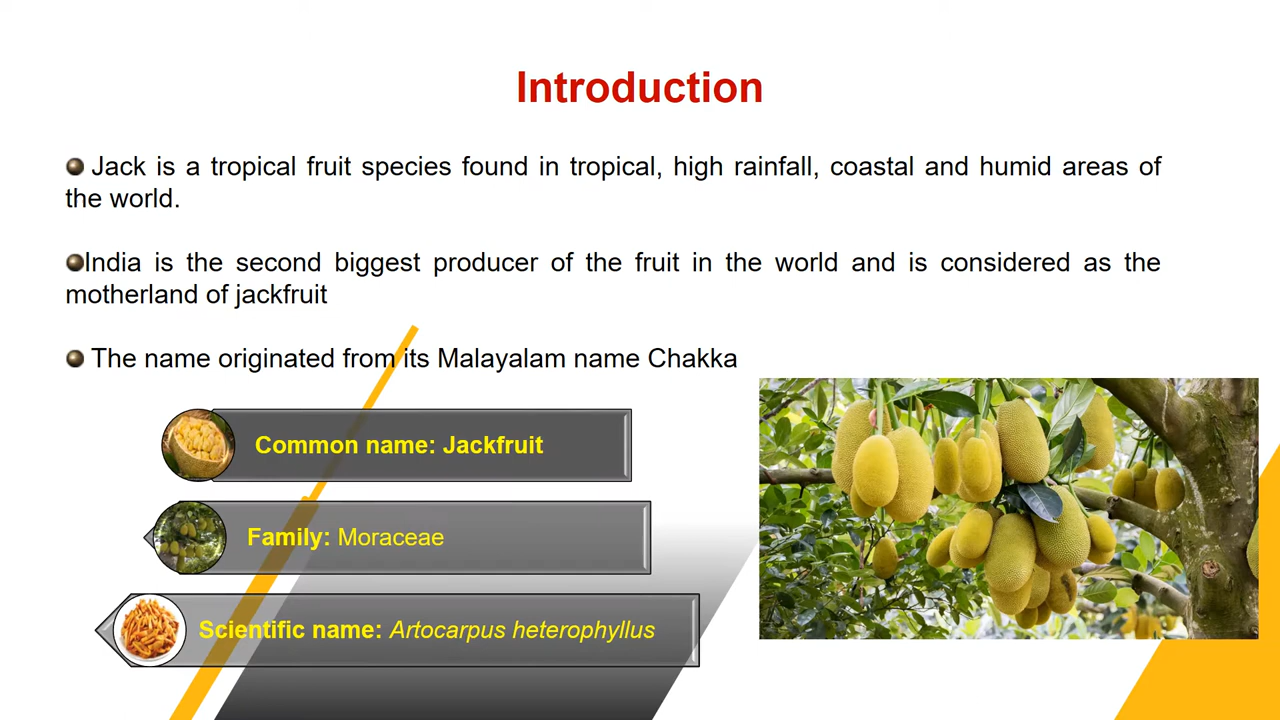 Introduction
Jack is a tropical fruit species found in tropical, high rainfall, coastal and humid areas of
the world.
India is the second biggest producer of the fruit in the world and is considered as the
motherland of jackfruit
The name originated from its Malayalam name Chakka
Common name: Jackfruit
Family: Moraceae
Scientific name: Artocarpus heterophyllus